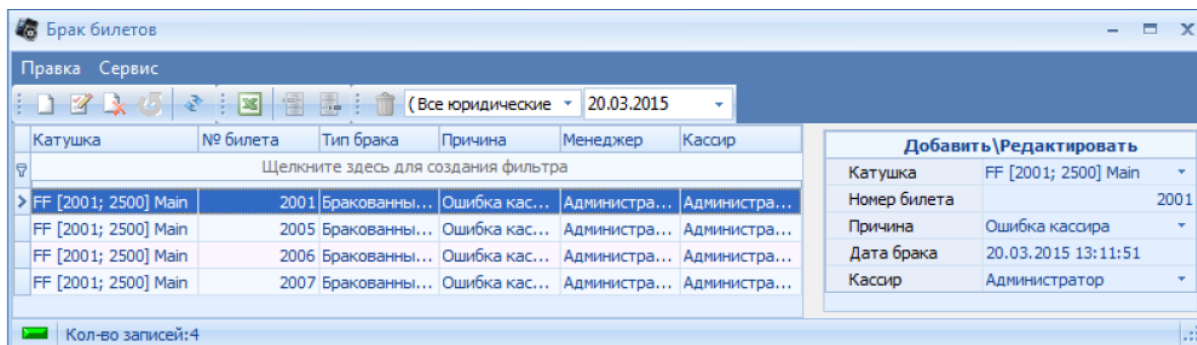 Брак билетов
Правка Сервис
(Все юридические 20.03.2015
Катушка № билета Тип брака Причина Менеджер Кассир
Щелкните здесь для создания фильтра
FF [2001; 2500] Main 2001 Бракованны... Ошибка кас... Администра... Администра...
FF [2001; 2500] Main 2005 Бракованны... Ошибка кас... Администра... Администра...
FF [2001; 2500] Main 2006 Бракованны... Ошибка кас... Администра... Администра...
FF [2001; 2500] Main 2007 Бракованны... Ошибка кас... Администра... Администра...
Добавить\Редактировать
Катушка FF [2001; 2500] Main
Номер билета 2001
Причина Ошибка кассира
Дата брака 20.03.2015 13:11:51
Кассир Администратор
Кол-во записей:4